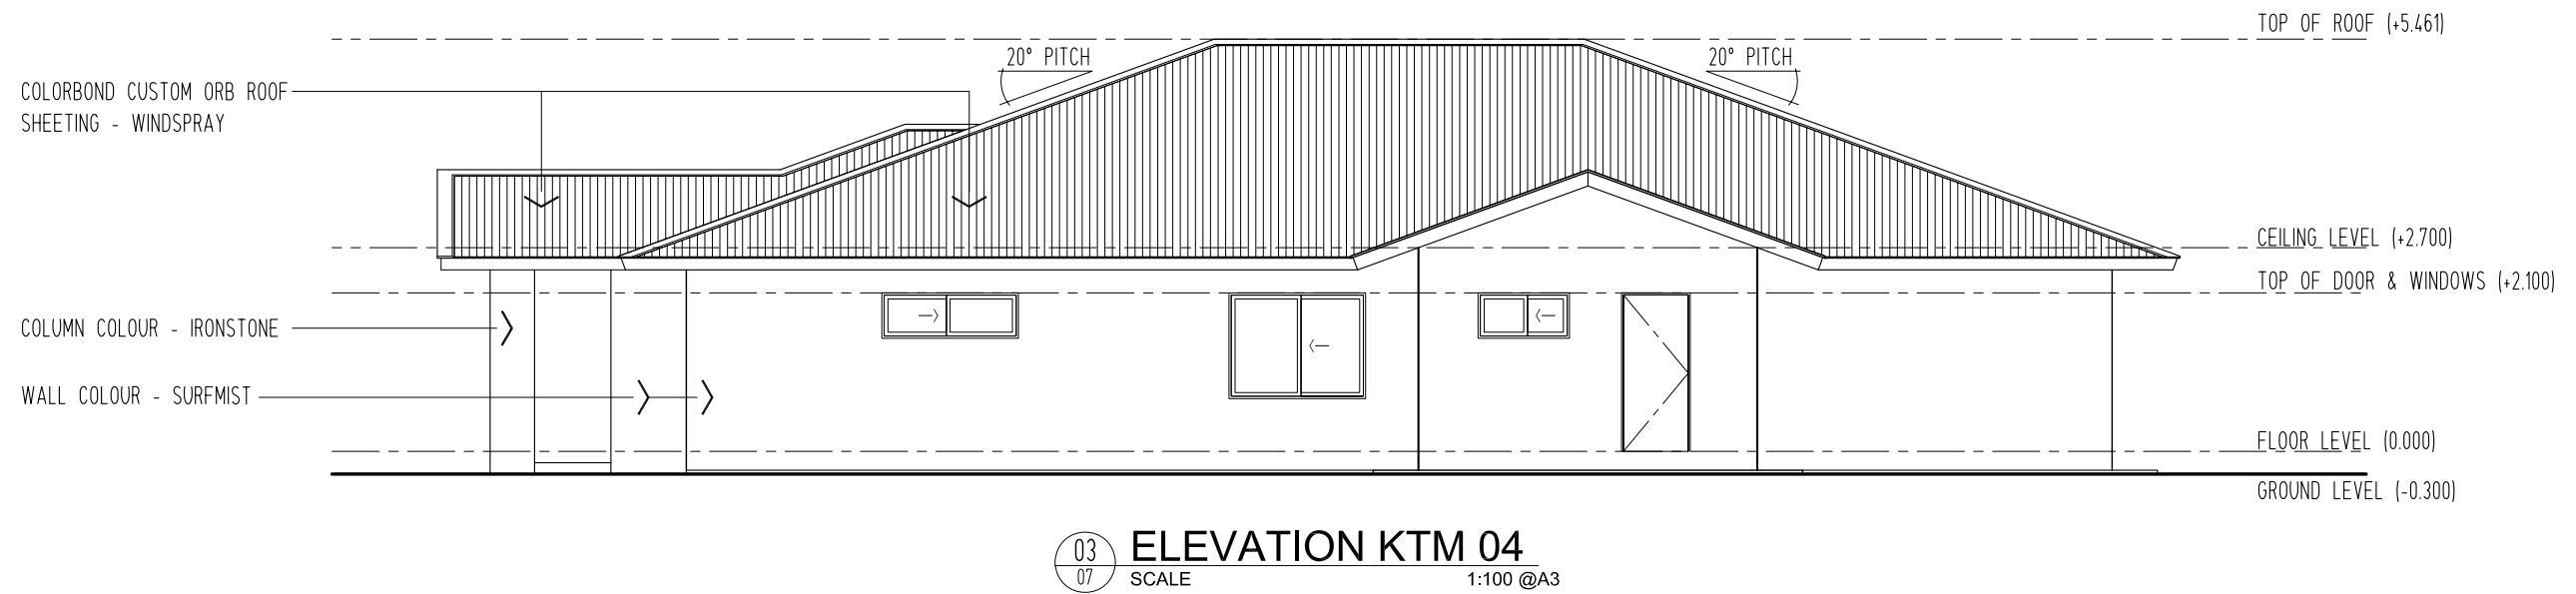 TOP OF ROOF (+5.461)
20° PITCH
20° PITCH
COLORBOND CUSTOM ORB ROOF
SHEETING - WINDSPRAY
CEILING LEVEL (+2.700)
TOP OF DOOR & WINDOWS (+2.100)
COLUMN COLOUR - IRONSTONE
WALL COLOUR - SURFMIST
FLOOR LEVEL (0.000)
GROUND LEVEL (-0.300)
03
07
ELEVATION KTM 04
SCALE 1:100 @A3